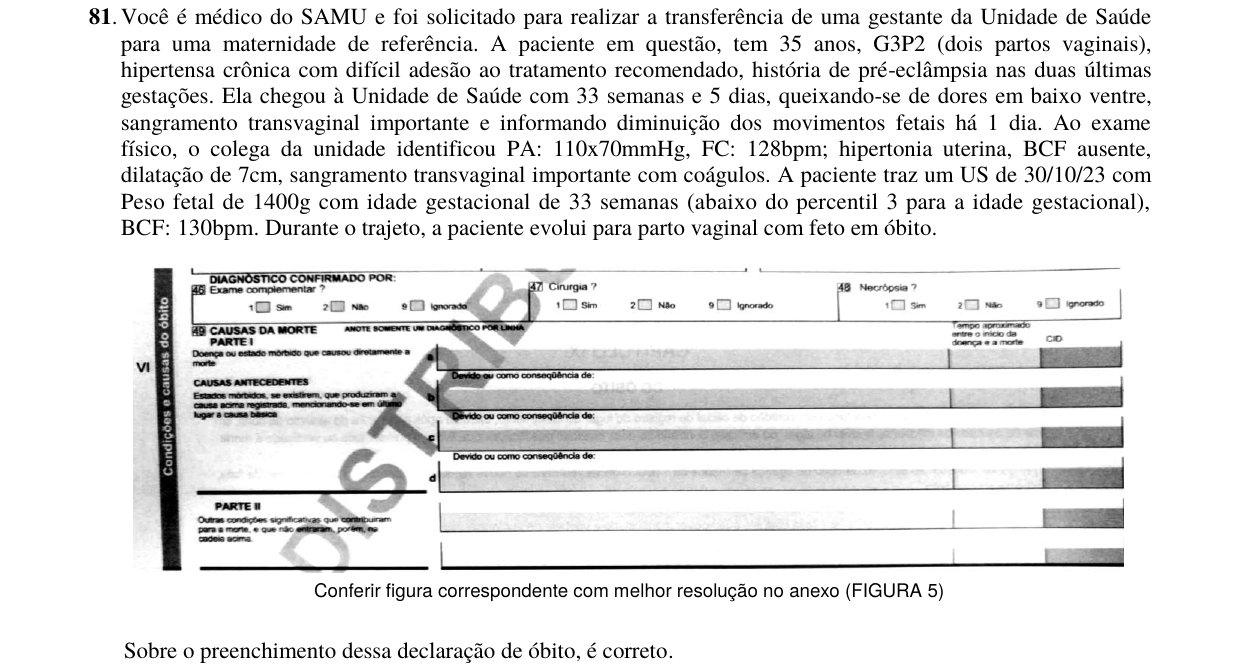 81. Você é médico do SAMU e foi solicitado para realizar a transferência de uma gestante da Unidade de Saúde
para uma maternidade de referência. A paciente em questão, tem 35 anos, G3P2 (dois partos vaginais),
hipertensa crônica com difícil adesão ao tratamento recomendado, história de pré-eclâmpsia nas duas últimas
gestações. Ela chegou à Unidade de Saúde com 33 semanas e 5 dias, queixando-se de dores em baixo ventre,
sangramento transvaginal importante e informando diminuição dos movimentos fetais há 1 dia. Ao exame
físico, o colega da unidade identificou PA: 110x70mmHg, FC: 128bpm; hipertonia uterina, BCF ausente,
dilatação de 7cm, sangramento transvaginal importante com coágulos. A paciente traz um US de 30/10/23 com
Peso fetal de 1400g com idade gestacional de 33 semanas (abaixo do percentil 3 para a idade gestacional),
BCF: 130bpm. Durante o trajeto, a paciente evolui para parto vaginal com feto em óbito.
DIAGNÓSTICO CONFIRMADO POR:
46 Exame complementar ?
1 Sim 2 Não 9 Ignorado
47 Cirurgia ?
1 Sim 2 Não 9 Ignorado
48 Necrópsia ?
1 Sim 2 Não 9 Ignorado
VI
Condições e causas do óbito
49 CAUSAS DA MORTE ANOTE SOMENTE UM DIAGNÓSTICO POR LINHA
PARTE I
Doença ou estado mórbido que causou diretamente a
morte
Tempo aproximado
entre o início da
doença e a morte
CID
a
Devido ou como conseqüência de:
CAUSAS ANTECEDENTES
Estados mórbidos, se existirem, que produziram a
causa acima registrada, mencionando-se em último
lugar a causa básica
b
Devido ou como conseqüência de:
c
Devido ou como conseqüência de:
d
PARTE II
Outras condições significativas que contribuíram
para a morte, e que não entraram, porém, na
cadeia acima.
DISTRIB
Conferir figura correspondente com melhor resolução no anexo (FIGURA 5)
Sobre o preenchimento dessa declaração de óbito, é correto.